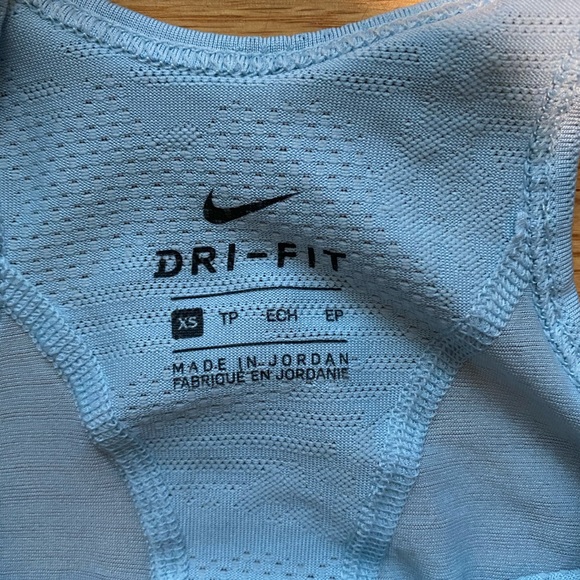 DRI-FIT
XS TP ECH EP
MADE IN JORDAN
FABRIQUÉ EN JORDANIE